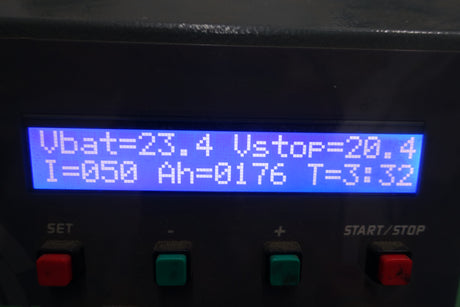 Vbat=23.4 Vstop=20.4
I=050 Ah=0176 T=3:32
SET - + START/STOP